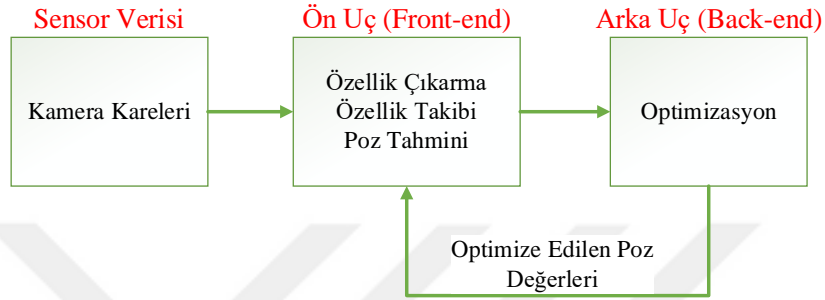 Sensor Verisi
Ön Uç (Front-end)
Arka Uç (Back-end)
Kamera Kareleri
Özellik Çıkarma
Özellik Takibi
Poz Tahmini
Optimizasyon
Optimize Edilen Poz
Değerleri